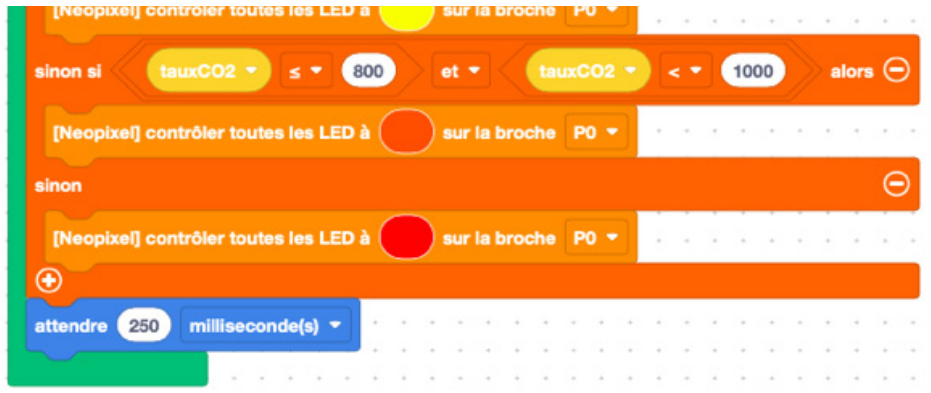 [Neopixel] contrôler toutes les LED à sur la broche P0
sinon si tauxCO2 ≤ 800 et tauxCO2 < 1000 alors
[Neopixel] contrôler toutes les LED à sur la broche P0
sinon
[Neopixel] contrôler toutes les LED à sur la broche P0
attendre 250 milliseconde(s)